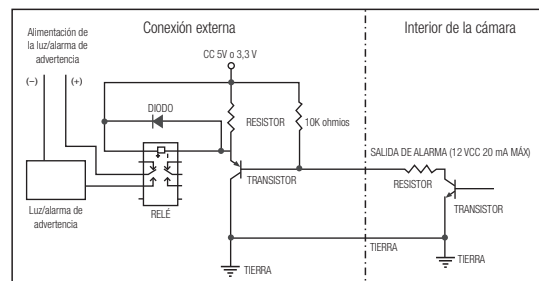 Conexión externa
Interior de la cámara
Alimentación de
la luz/alarma de
advertencia
CC 5V o 3,3 V
(−)
(+)
DIODO
RESISTOR
10K ohmios
SALIDA DE ALARMA (12 VCC 20 mA MÁX)
TRANSISTOR
RESISTOR
TRANSISTOR
Luz/alarma de
advertencia
RELÉ
TIERRA
TIERRA
TIERRA